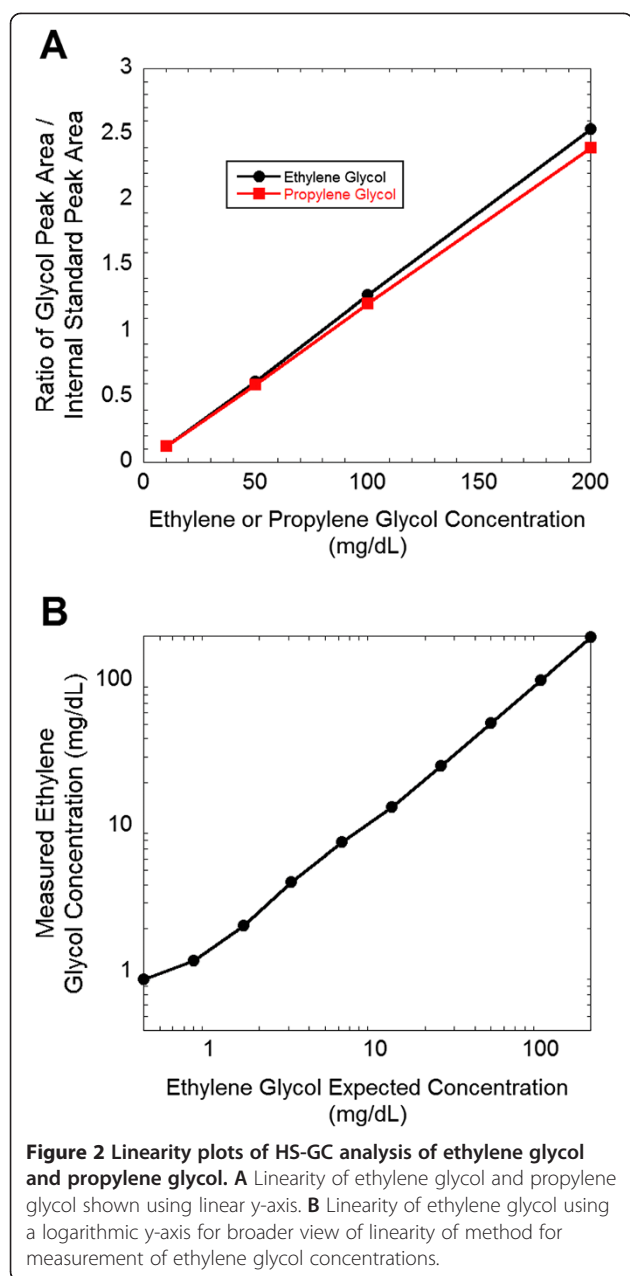 A
3
2.5
2
1.5
1
0.5
0
Ratio of Glycol Peak Area /
Internal Standard Peak Area
Ethylene Glycol
Propylene Glycol
0 50 100 150 200
Ethylene or Propylene Glycol Concentration
(mg/dL)
B
100
10
1
Measured Ethylene
Glycol Concentration (mg/dL)
1 10 100
Ethylene Glycol Expected Concentration
(mg/dL)
Figure 2 Linearity plots of HS-GC analysis of ethylene glycol
and propylene glycol. A Linearity of ethylene glycol and propylene
glycol shown using linear y-axis. B Linearity of ethylene glycol using
a logarithmic y-axis for broader view of linearity of method for
measurement of ethylene glycol concentrations.